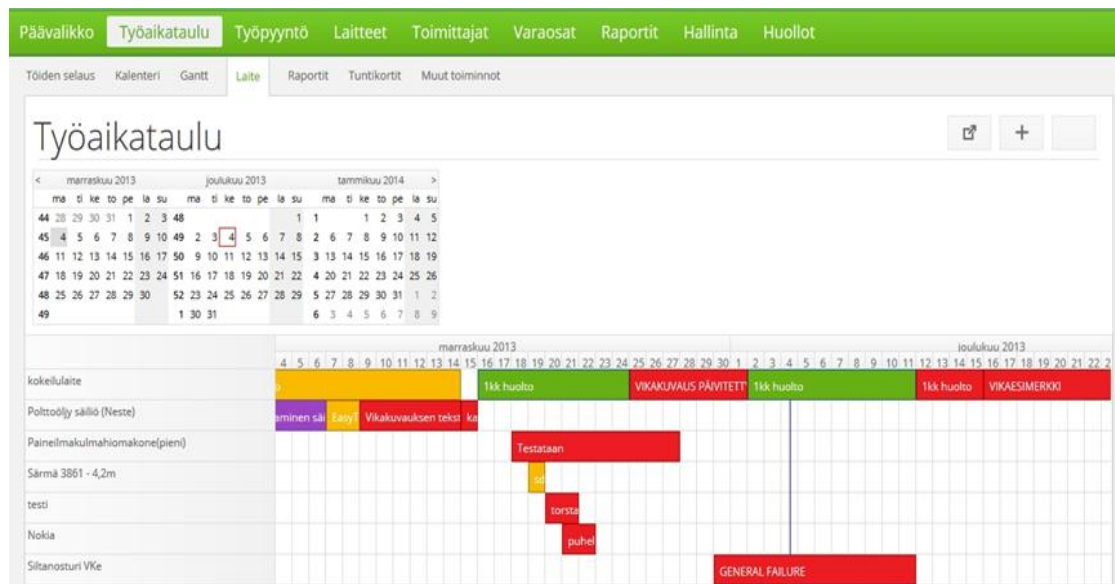 Päävalikko Työaikataulu Työpyyntö Laitteet Toimittajat Varaosat Raportit Hallinta Huollot
Töiden selaus Kalenteri Gantt Laite Raportit Tuntikortit Muut toiminnot
Työaikataulu
< marraskuu 2013 joulukuu 2013 tammikuu 2014 >
ma ti ke to pe la su ma ti ke to pe la su ma ti ke to pe la su
44 28 29 30 31 1 2 3 48 1 1 1 2 3 4 5
45 4 5 6 7 8 9 10 49 2 3 4 5 6 7 8 2 6 7 8 9 10 11 12
46 11 12 13 14 15 16 17 50 9 10 11 12 13 14 15 3 13 14 15 16 17 18 19
47 18 19 20 21 22 23 24 51 16 17 18 19 20 21 22 4 20 21 22 23 24 25 26
48 25 26 27 28 29 30 52 23 24 25 26 27 28 29 5 27 28 29 30 31 1 2
49 1 30 31 6 3 4 5 6 7 8 9
marraskuu 2013 joulukuu 2013
4 5 6 7 8 9 10 11 12 13 14 15 16 17 18 19 20 21 22 23 24 25 26 27 28 29 30 1 2 3 4 5 6 7 8 9 10 11 12 13 14 15 16 17 18 19 20 21 22 2
kokeilulaite 1kk huolto VIKAKUVAUS PÄIVITETTY 1kk huolto 1kk huolto VIKAESIMERKKI
Polttoöljy säiliö (Neste) aminen säi EasyT Vikakuvauksen tekst ka
Paineilmakulmahiomakone(pieni) Testataan
Särmä 3861 - 4,2m sd
testi torsta
Nokia puhel
Siltanosturi VKe GENERAL FAILURE